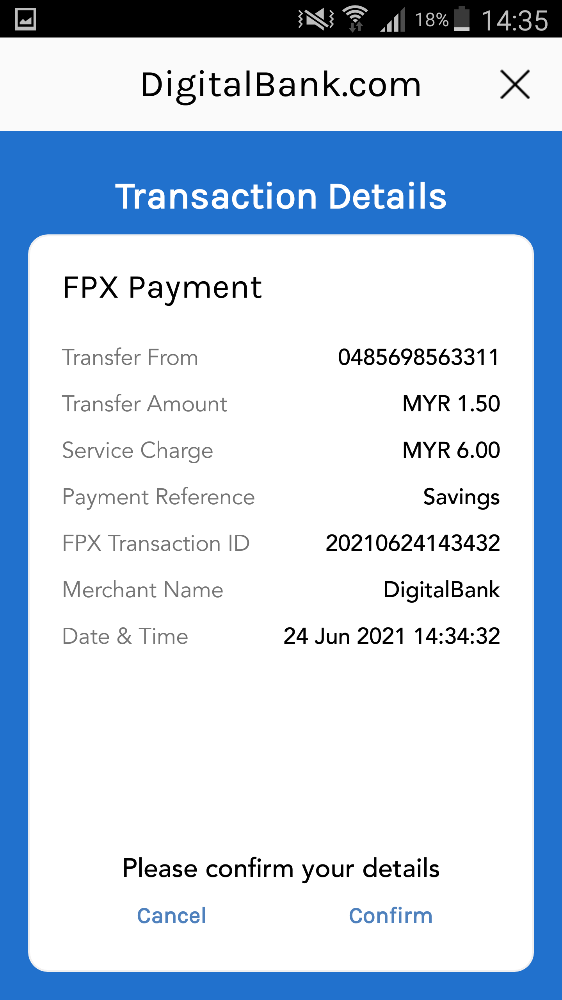 18% 14:35
DigitalBank.com
Transaction Details
FPX Payment
Transfer From 0485698563311
Transfer Amount MYR 1.50
Service Charge MYR 6.00
Payment Reference Savings
FPX Transaction ID 20210624143432
Merchant Name DigitalBank
Date & Time 24 Jun 2021 14:34:32
Please confirm your details
Cancel Confirm